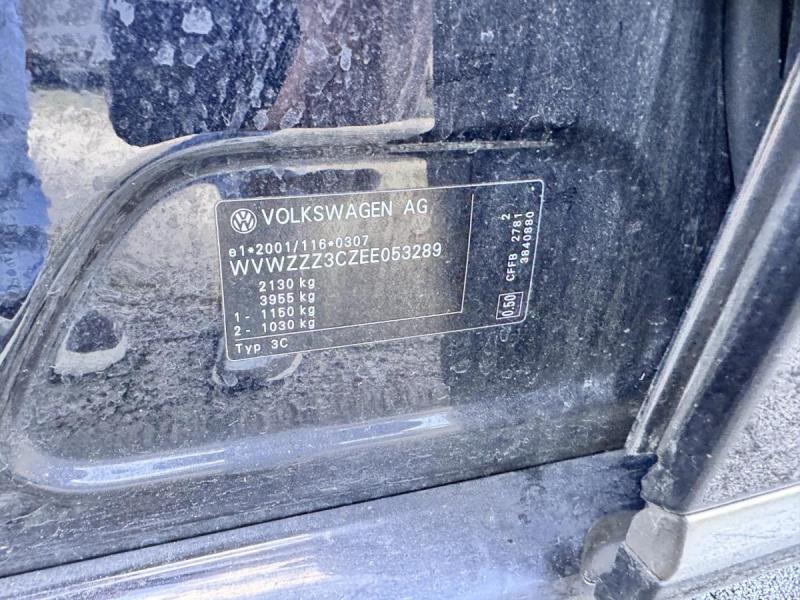 VOLKSWAGEN AG
e1*2001/116*0307
WVWZZZ3CZEE053289
2130 kg
3955 kg
1 - 1150 kg
2 - 1030 kg
Typ 3C
2
CFFB 2781
3840880
0.50